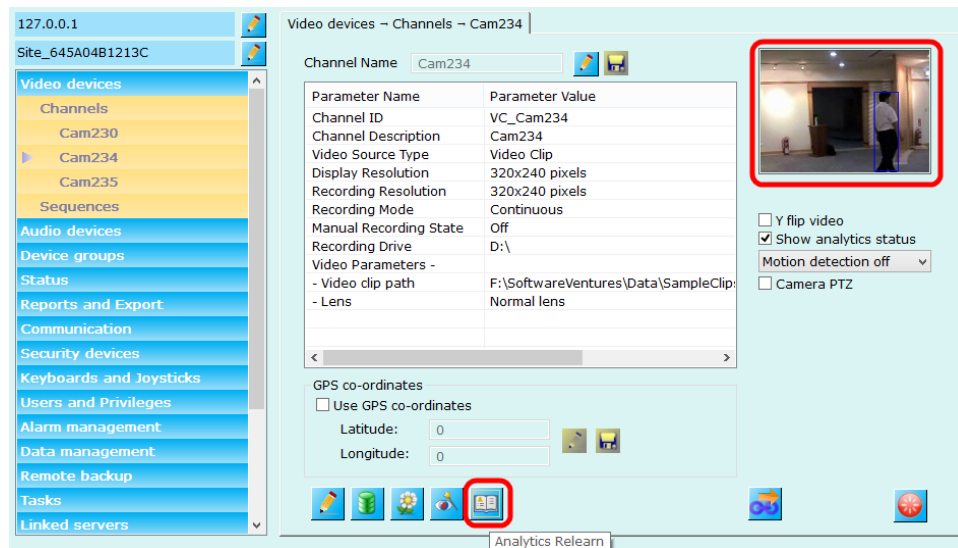 127.0.0.1
Site_645A04B1213C
Video devices
Channels
Cam230
Cam234
Cam235
Sequences
Audio devices
Device groups
Status
Reports and Export
Communication
Security devices
Keyboards and Joysticks
Users and Privileges
Alarm management
Data management
Remote backup
Tasks
Linked servers
Video devices → Channels → Cam234
Channel Name Cam234
Parameter Name Parameter Value
Channel ID VC_Cam234
Channel Description Cam234
Video Source Type Video Clip
Display Resolution 320x240 pixels
Recording Resolution 320x240 pixels
Recording Mode Continuous
Manual Recording State Off
Recording Drive D:\
Video Parameters -
- Video clip path F:\SoftwareVentures\Data\SampleClip
- Lens Normal lens
GPS co-ordinates
Use GPS co-ordinates
Latitude: 0
Longitude: 0
Analytics Relearn
Y flip video
Show analytics status
Motion detection off
Camera PTZ